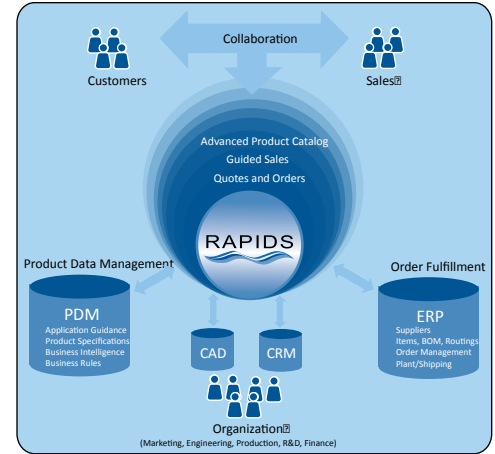 Collaboration
Customers
Sales
Advanced Product Catalog
Guided Sales
Quotes and Orders
RAPIDS
Product Data Management
Order Fulfillment
PDM
Application Guidance
Product Specifications
Business Intelligence
Business Rules
ERP
Suppliers
Items, BOM, Routings
Order Management
Plant/Shipping
CAD
CRM
Organization
(Marketing, Engineering, Production, R&D, Finance)